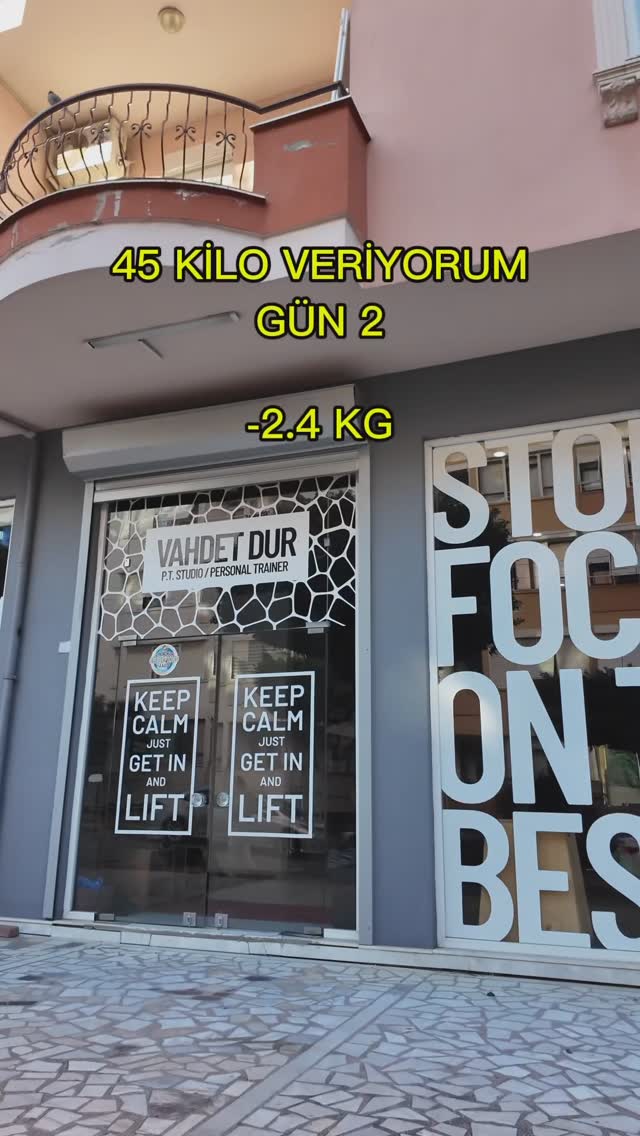 45 KİLO VERİYORUM
GÜN 2
-2.4 KG
VAHDET DUR
P.T. STUDIO / PERSONAL TRAINER
KEEP
CALM
JUST
GET IN
AND
LIFT
KEEP
CALM
JUST
GET IN
AND
LIFT
FOC
ON
BES